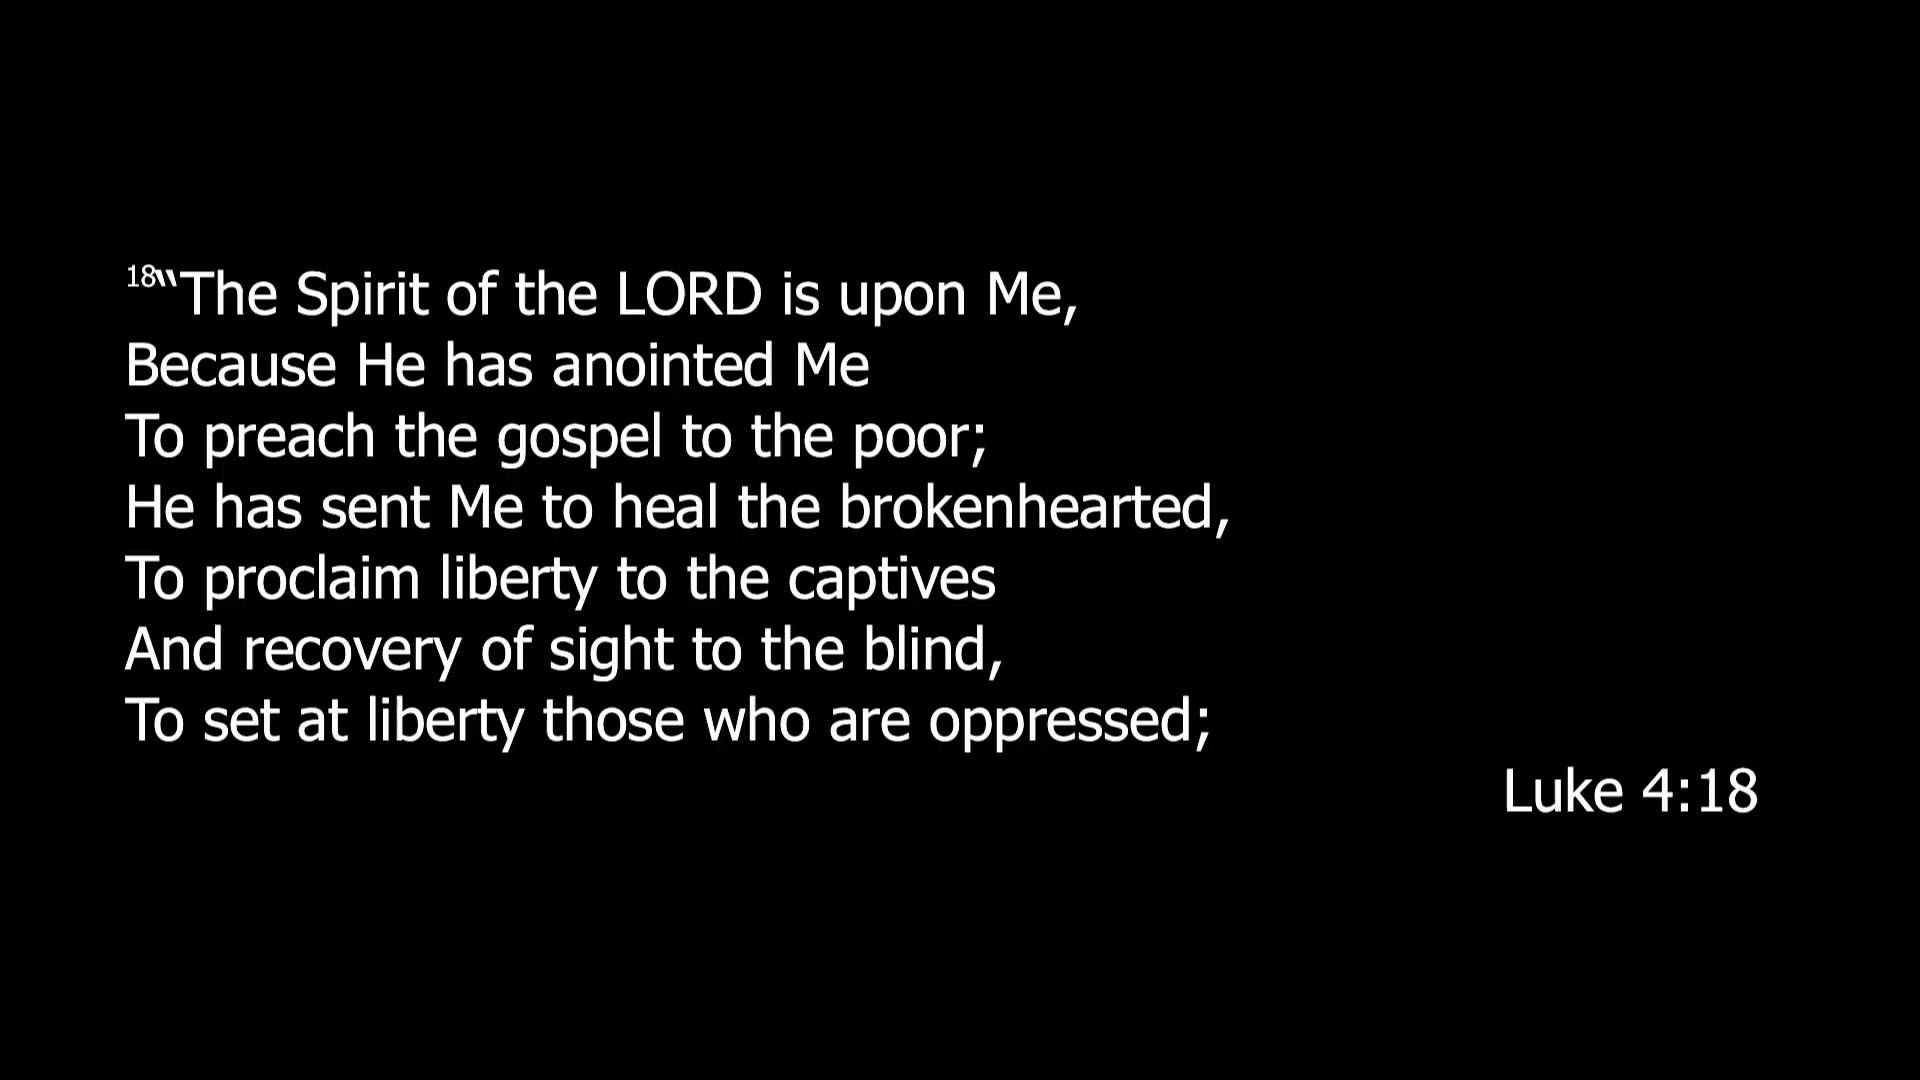 18“The Spirit of the LORD is upon Me,
Because He has anointed Me
To preach the gospel to the poor;
He has sent Me to heal the brokenhearted,
To proclaim liberty to the captives
And recovery of sight to the blind,
To set at liberty those who are oppressed;
Luke 4:18